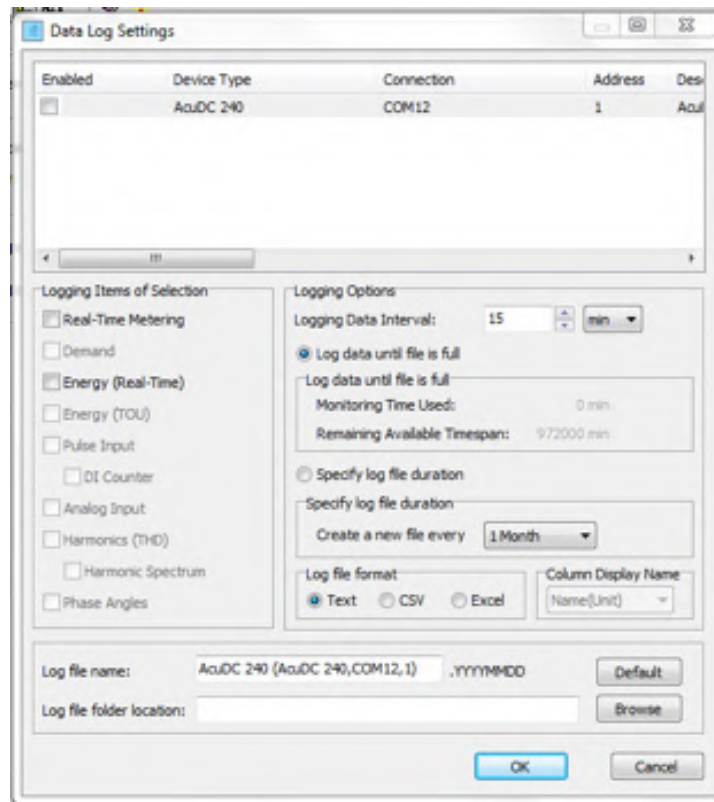 Data Log Settings
Enabled Device Type Connection Address Des
AcuDC 240 COM12 1 Acu
Logging Items of Selection
Real-Time Metering
Demand
Energy (Real-Time)
Energy (TOU)
Pulse Input
DI Counter
Analog Input
Harmonics (THD)
Harmonic Spectrum
Phase Angles
Logging Options
Logging Data Interval: 15 min
Log data until file is full
Log data until file is full
Monitoring Time Used: 0 min
Remaining Available Timespan: 972000 min
Specify log file duration
Specify log file duration
Create a new file every 1 Month
Log file format
Text CSV Excel
Column Display Name
Name(Unit)
Log file name: AcuDC 240 (AcuDC 240,COM12,1) .YYYYMMDD Default
Log file folder location: Browse
OK Cancel